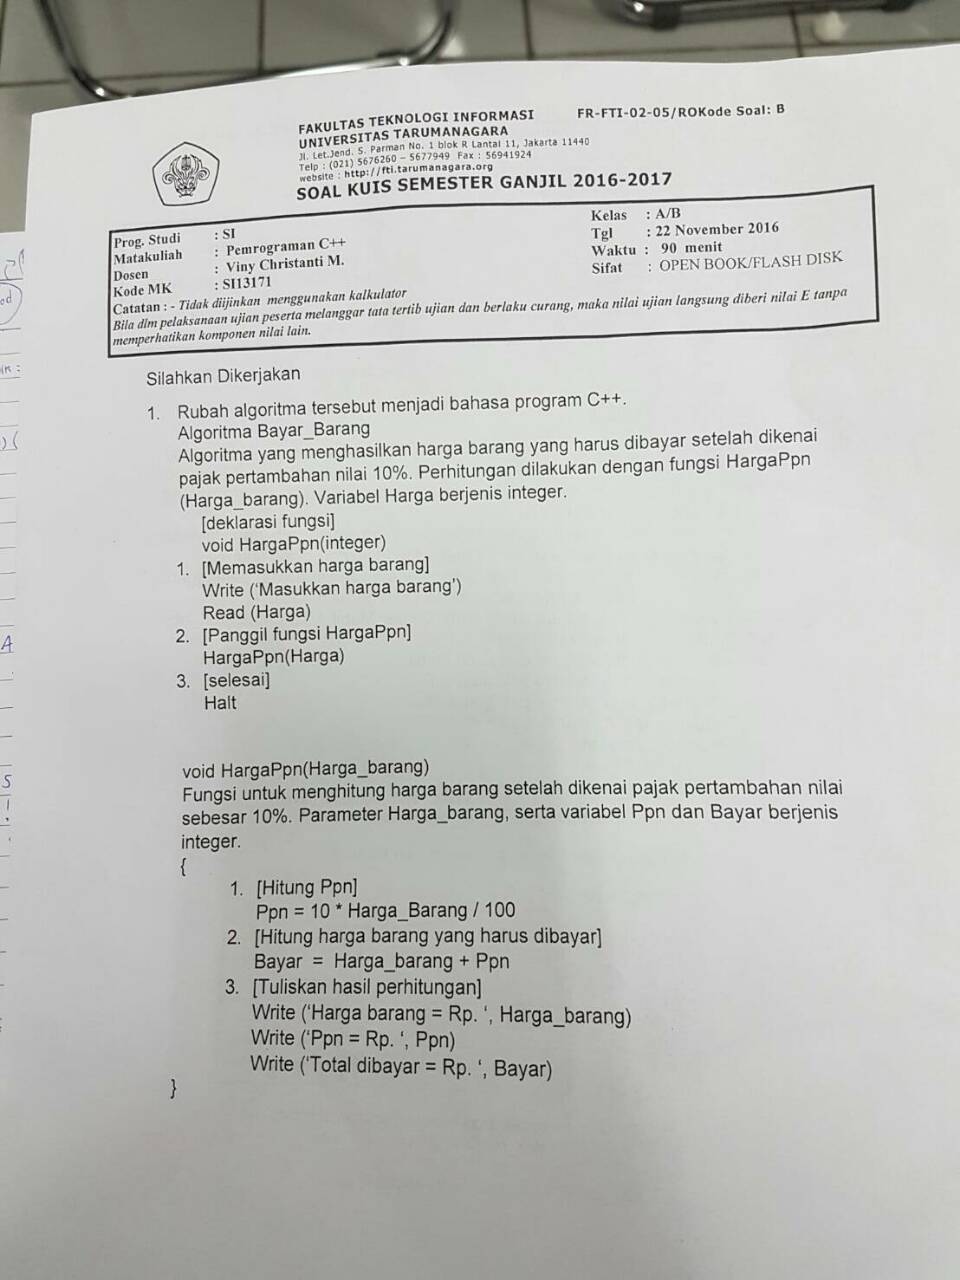 FAKULTAS TEKNOLOGI INFORMASI
FR-FTI-02-05/ROKode Soal: B
UNIVERSITAS TARUMANAGARA
Jl. Let.Jend. S. Parman No. 1 blok R Lantai 11, Jakarta 11440
Telp : (021) 5676260 – 5677949 Fax : 56941924
website : http://fti.tarumanagara.org
SOAL KUIS SEMESTER GANJIL 2016-2017
Prog. Studi : SI
Matakuliah : Pemrograman C++
Dosen : Viny Christanti M.
Kode MK : SI13171
Kelas : A/B
Tgl : 22 November 2016
Waktu : 90 menit
Sifat : OPEN BOOK/FLASH DISK
Catatan : - Tidak diijinkan menggunakan kalkulator
Bila dlm pelaksanaan ujian peserta melanggar tata tertib ujian dan berlaku curang, maka nilai ujian langsung diberi nilai E tanpa
memperhatikan komponen nilai lain.
Silahkan Dikerjakan
1. Rubah algoritma tersebut menjadi bahasa program C++.
Algoritma Bayar_Barang
Algoritma yang menghasilkan harga barang yang harus dibayar setelah dikenai
pajak pertambahan nilai 10%. Perhitungan dilakukan dengan fungsi HargaPpn
(Harga_barang). Variabel Harga berjenis integer.
[deklarasi fungsi]
void HargaPpn(integer)
1. [Memasukkan harga barang]
Write (‘Masukkan harga barang’)
Read (Harga)
2. [Panggil fungsi HargaPpn]
HargaPpn(Harga)
3. [selesai]
Halt
void HargaPpn(Harga_barang)
Fungsi untuk menghitung harga barang setelah dikenai pajak pertambahan nilai
sebesar 10%. Parameter Harga_barang, serta variabel Ppn dan Bayar berjenis
integer.
{
1. [Hitung Ppn]
Ppn = 10 * Harga_Barang / 100
2. [Hitung harga barang yang harus dibayar]
Bayar = Harga_barang + Ppn
3. [Tuliskan hasil perhitungan]
Write (‘Harga barang = Rp. ‘, Harga_barang)
Write (‘Ppn = Rp. ‘, Ppn)
Write (‘Total dibayar = Rp. ‘, Bayar)
}